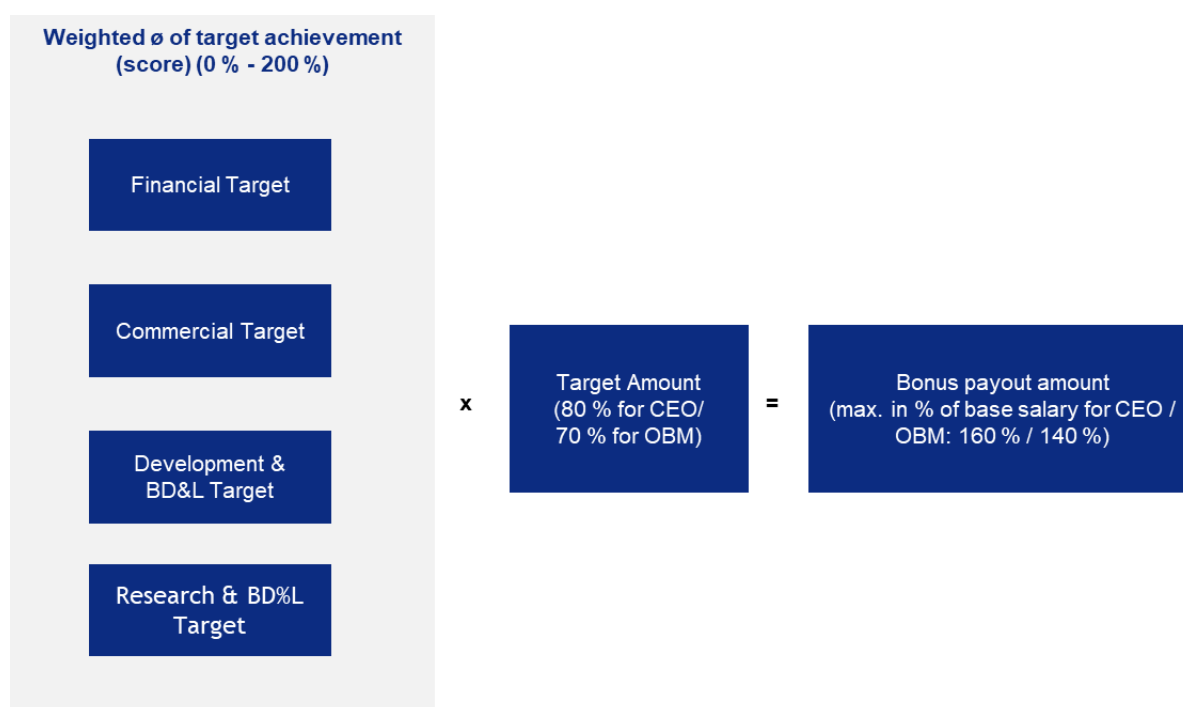 Weighted ø of target achievement
(score) (0 % - 200 %)
Financial Target
Commercial Target
Development &
BD&L Target
Research & BD%L
Target
x
Target Amount
(80 % for CEO/
70 % for OBM)
=
Bonus payout amount
(max. in % of base salary for CEO /
OBM: 160 % / 140 %)